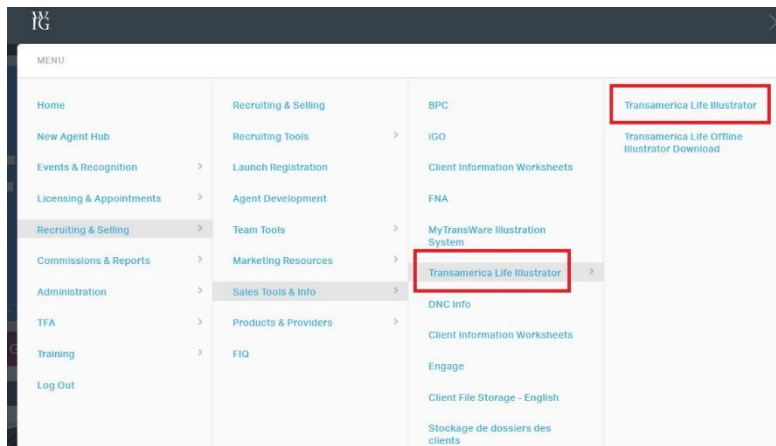 WG
MENU
Home
New Agent Hub
Events & Recognition
Licensing & Appointments
Recruiting & Selling
Commissions & Reports
Administration
TFA
Training
Log Out
Recruiting & Selling
Recruiting Tools
Launch Registration
Agent Development
Team Tools
Marketing Resources
Sales Tools & Info
Products & Providers
FIQ
BPC
iGO
Client Information Worksheets
FNA
MyTransWare Illustration
System
Transamerica Life Illustrator
DNC Info
Client Information Worksheets
Engage
Client File Storage - English
Stockage de dossiers des
clients
Transamerica Life Illustrator
Transamerica Life Offline
Illustrator Download